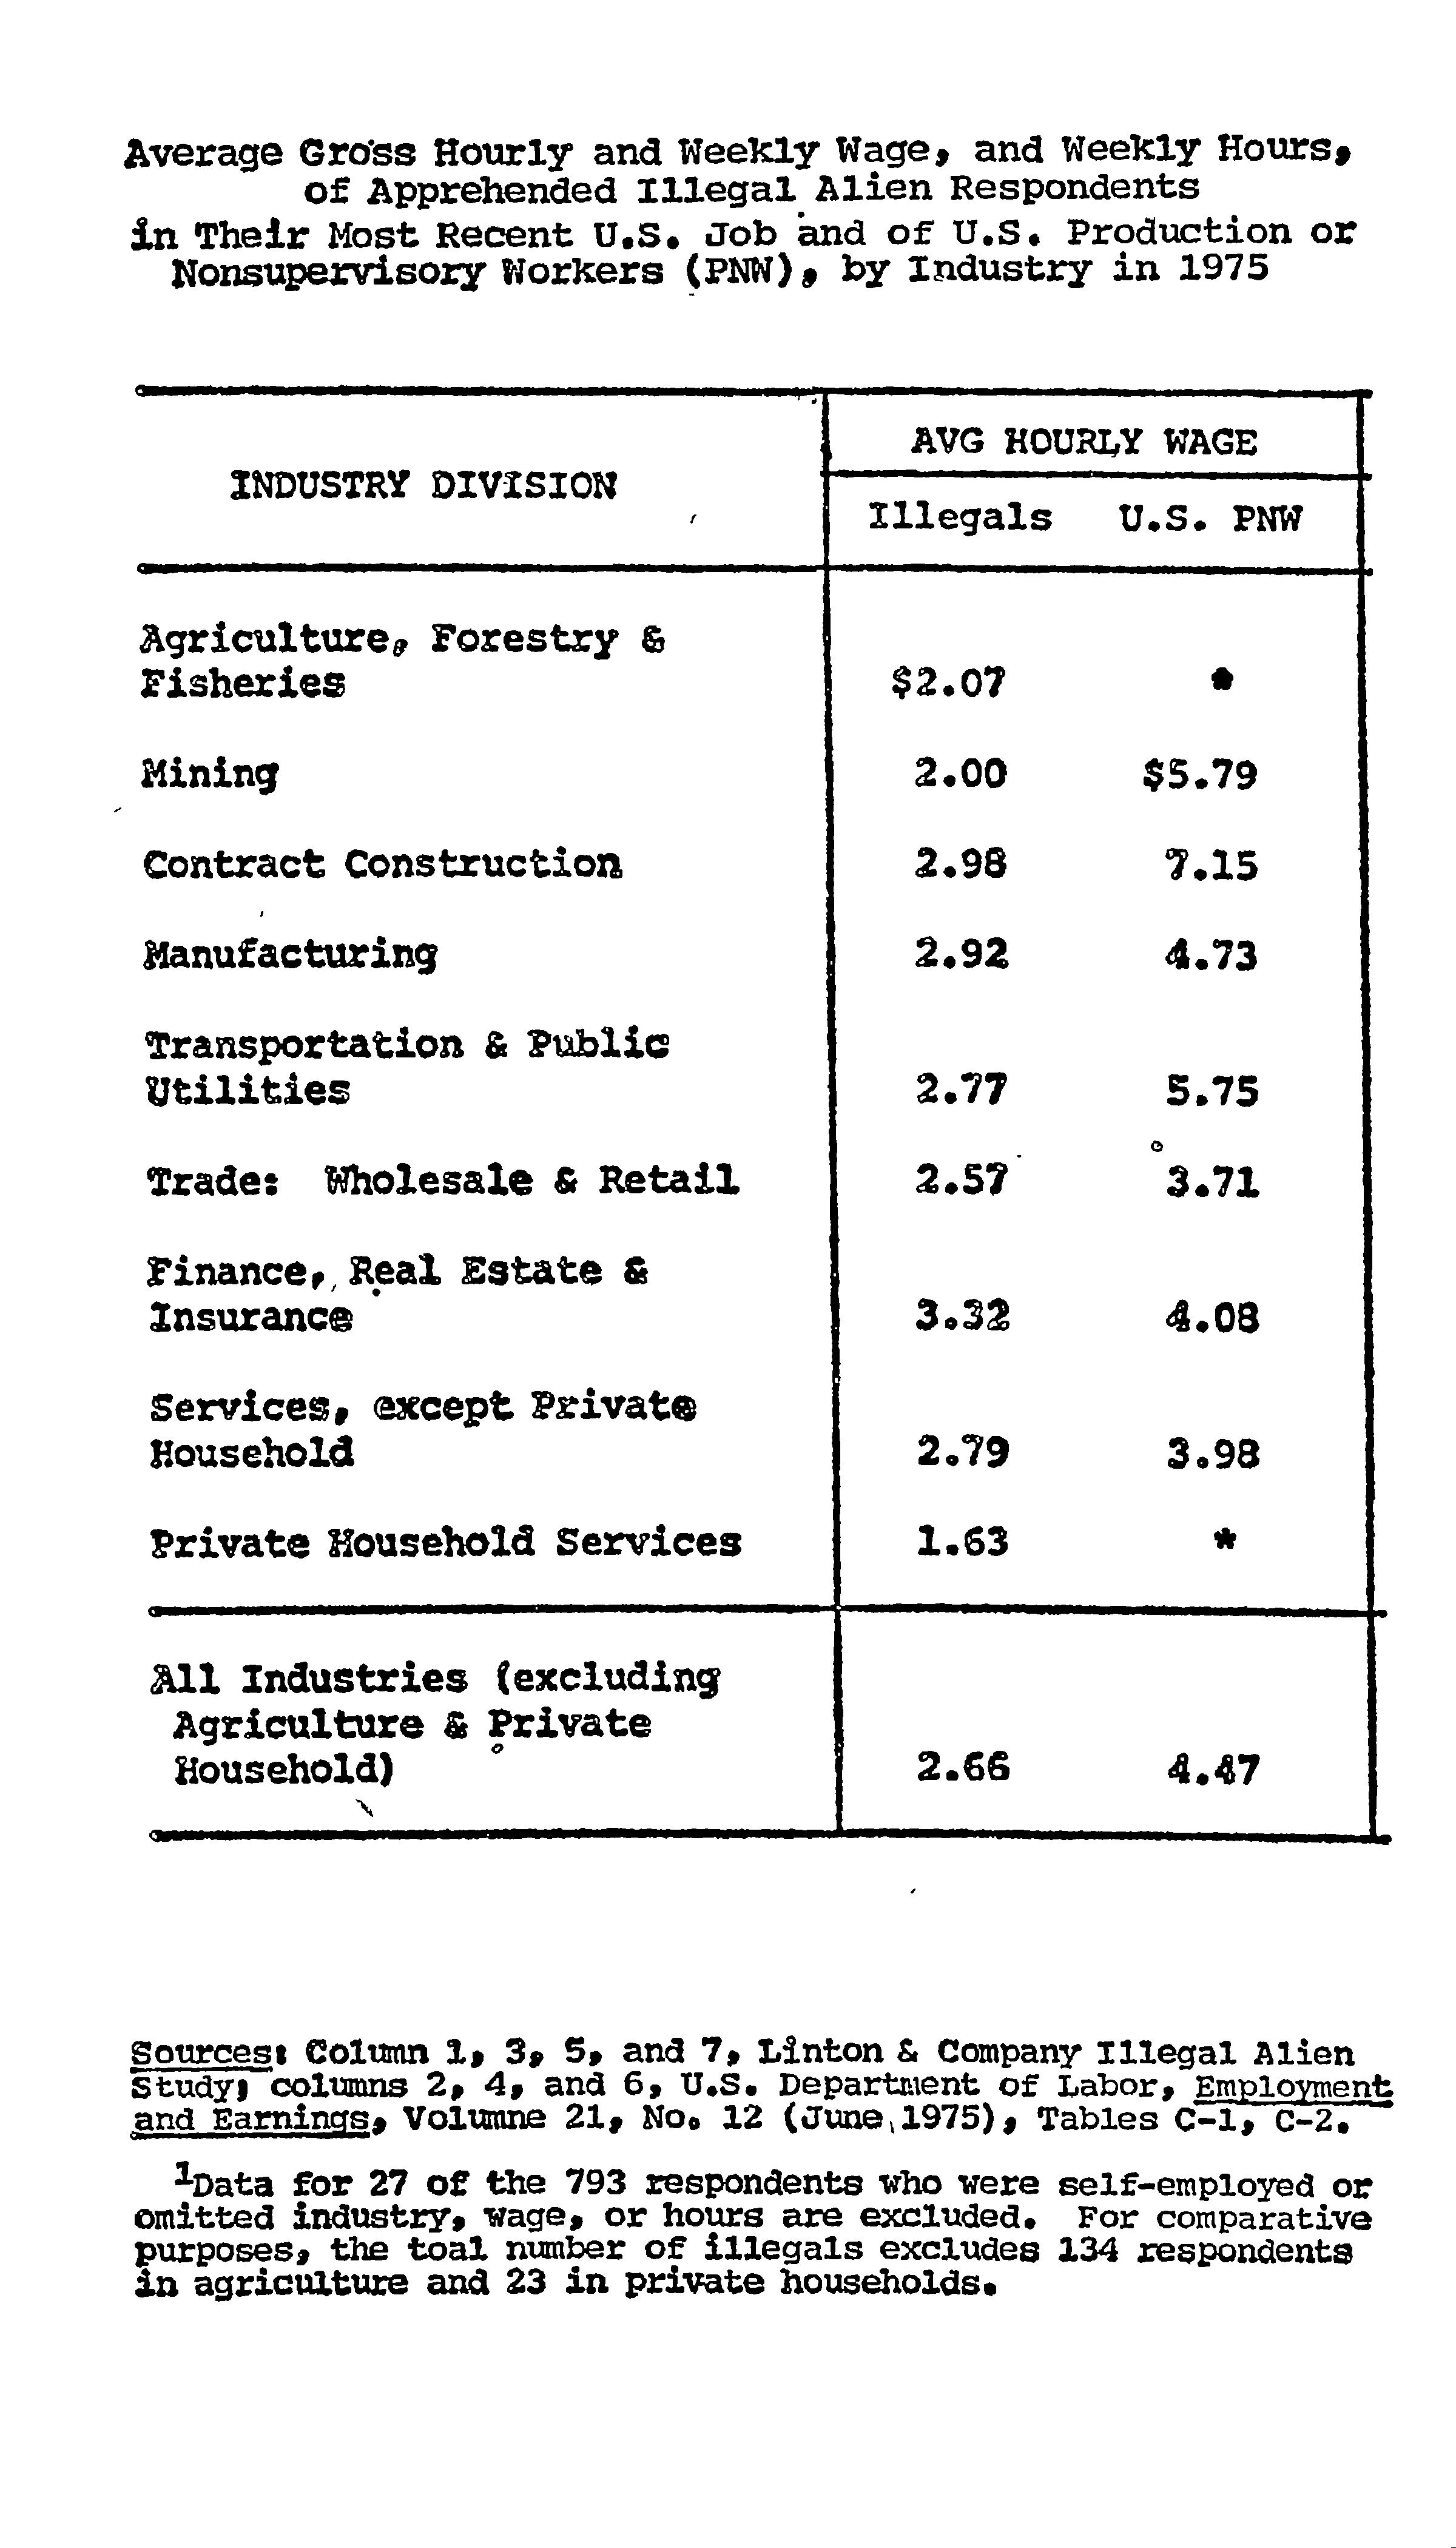 Average Gross Hourly and Weekly Wage, and Weekly Hours,
of Apprehended Illegal Alien Respondents
in Their Most Recent U.S. Job and of U.S. Production or
Nonsupervisory Workers (PNW), by Industry in 1975
AVG HOURLY WAGE
INDUSTRY DIVISION
Illegals U.S. PNW
Agriculture, Forestry &
Fisheries $2.07 *
Mining 2.00 $5.79
Contract Construction 2.98 7.15
Manufacturing 2.92 4.73
Transportation & Public
Utilities 2.77 5.75
Trade: Wholesale & Retail 2.57 3.71
Finance, Real Estate &
Insurance 3.32 4.08
Services, except Private
Household 2.79 3.98
Private Household Services 1.63 *
All Industries (excluding
Agriculture & Private
Household) 2.66 4.47
Sources: Column 1, 3, 5, and 7, Linton & Company Illegal Alien
Study; columns 2, 4, and 6, U.S. Department of Labor, Employment
and Earnings, Volumne 21, No. 12 (June 1975), Tables C-1, C-2.
1Data for 27 of the 793 respondents who were self-employed or
omitted industry, wage, or hours are excluded. For comparative
purposes, the toal number of illegals excludes 134 respondents
in agriculture and 23 in private households.